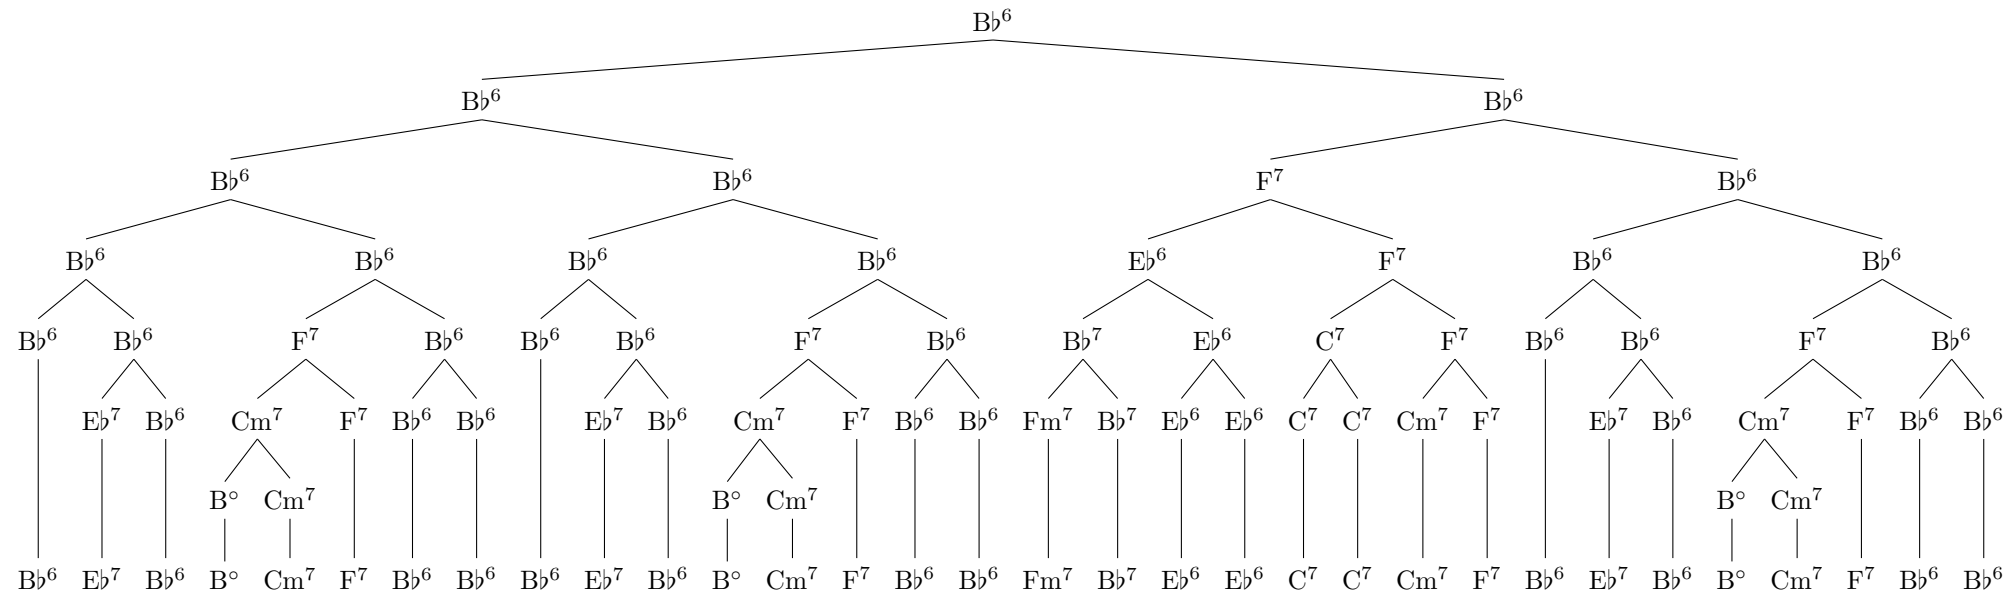 B♭⁶
B♭⁶ B♭⁶
B♭⁶ B♭⁶ F⁷ B♭⁶
B♭⁶ B♭⁶ B♭⁶ B♭⁶ E♭⁶ F⁷ B♭⁶ B♭⁶
B♭⁶ B♭⁶ F⁷ B♭⁶ B♭⁶ B♭⁶ F⁷ B♭⁶ B♭⁷ E♭⁶ C⁷ F⁷ B♭⁶ B♭⁶ F⁷ B♭⁶
E♭⁷ B♭⁶ Cm⁷ F⁷ B♭⁶ B♭⁶ E♭⁷ B♭⁶ Cm⁷ F⁷ B♭⁶ B♭⁶ Fm⁷ B♭⁷ E♭⁶ E♭⁶ C⁷ C⁷ Cm⁷ F⁷ E♭⁷ B♭⁶ Cm⁷ F⁷ B♭⁶ B♭⁶
B° Cm⁷ B° Cm⁷ B° Cm⁷
B♭⁶ E♭⁷ B♭⁶ B° Cm⁷ F⁷ B♭⁶ B♭⁶ B♭⁶ E♭⁷ B♭⁶ B° Cm⁷ F⁷ B♭⁶ B♭⁶ Fm⁷ B♭⁷ E♭⁶ E♭⁶ C⁷ C⁷ Cm⁷ F⁷ B♭⁶ E♭⁷ B♭⁶ B° Cm⁷ F⁷ B♭⁶ B♭⁶